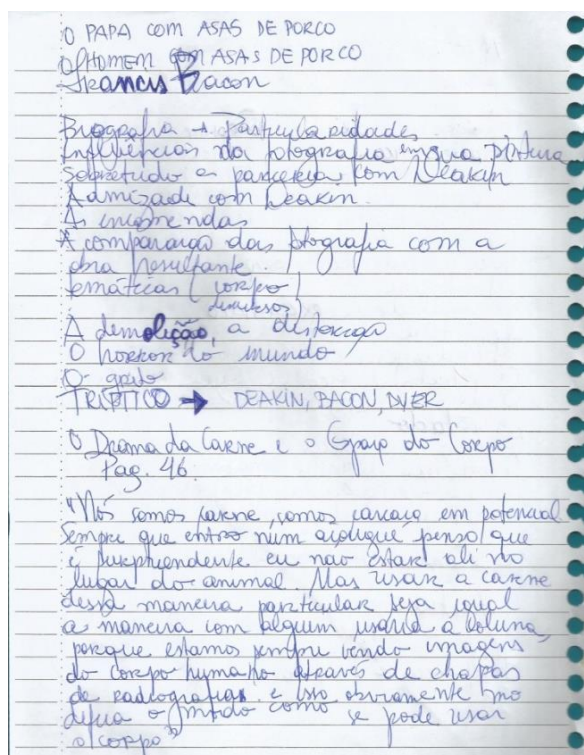 O PAPA COM ASAS DE PORCO
O HOMEM COM ASAS DE PORCO
Francis Bacon
Biografia + Particularidades
Influências da fotografia em sua pintura
sobretudo a parceria com Deakin
A amizade com Deakin.
As encomendas
A comparação das fotografia com a
obra resultante.
temáticas (corpo
A demolição, a distorção
O horror do mundo
O grito
TRÍPTICO → DEAKIN, BACON, DYER
O Drama da Carne e o Espaço do Corpo
Pag. 46.
"Nós somos carne, somos carcaça em potencial
Sempre que entro num açougue penso que
é surpreendente eu não estar ali no
lugar do animal. Mas usar a carne
dessa maneira particular seja igual
a maneira com alguém usaria a coluna,
porque estamos sempre vendo imagens
do corpo humano através de chapas
de radiografias e isso obviamente mo
difica o modo como se pode usar
o corpo"